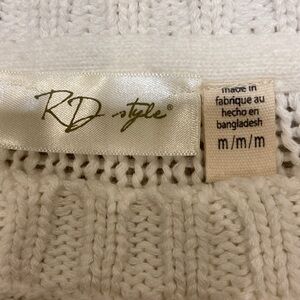 RD style®
made in
fabrique au
hecho en
bangladesh
m/m/m